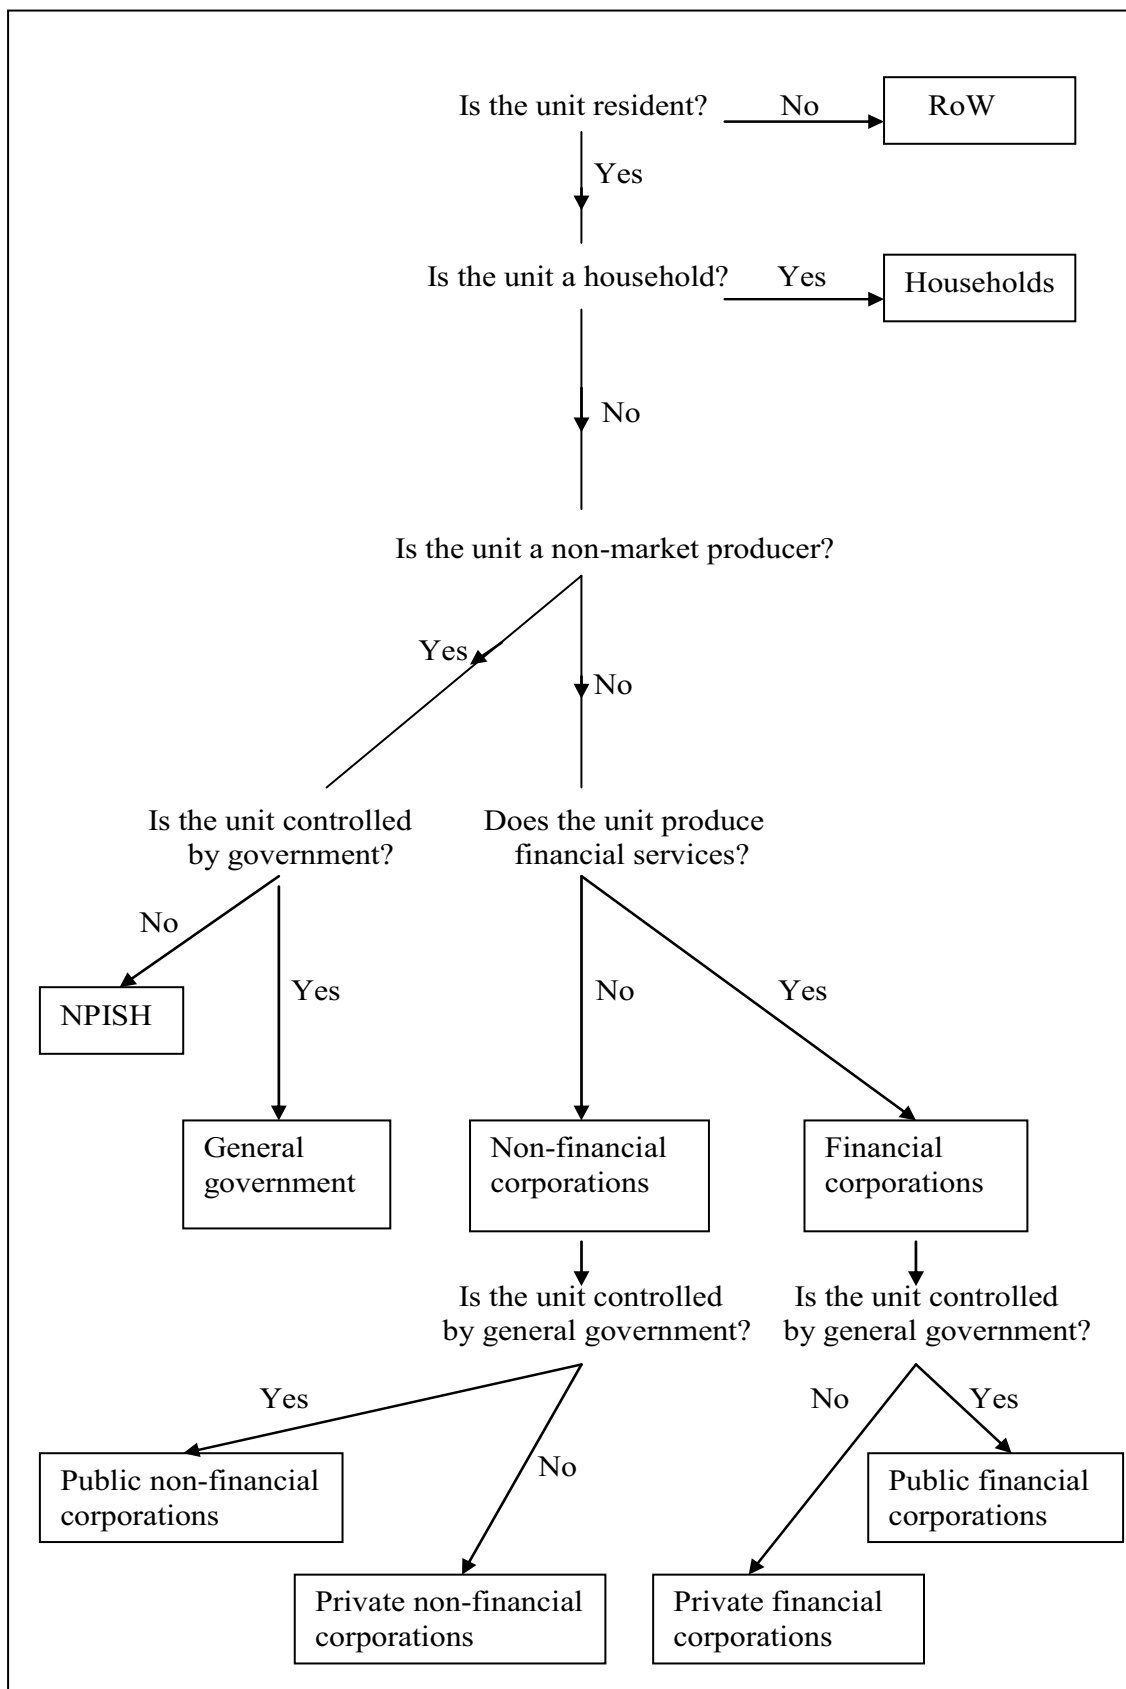 Is the unit resident?
No
RoW
Yes
Is the unit a household?
Yes
Households
No
Is the unit a non-market producer?
Yes
No
Is the unit controlled
by government?
Does the unit produce
financial services?
No
Yes
No
Yes
NPISH
General
government
Non-financial
corporations
Financial
corporations
Is the unit controlled
by general government?
Is the unit controlled
by general government?
Yes
No
No
Yes
Public non-financial
corporations
Public financial
corporations
Private non-financial
corporations
Private financial
corporations